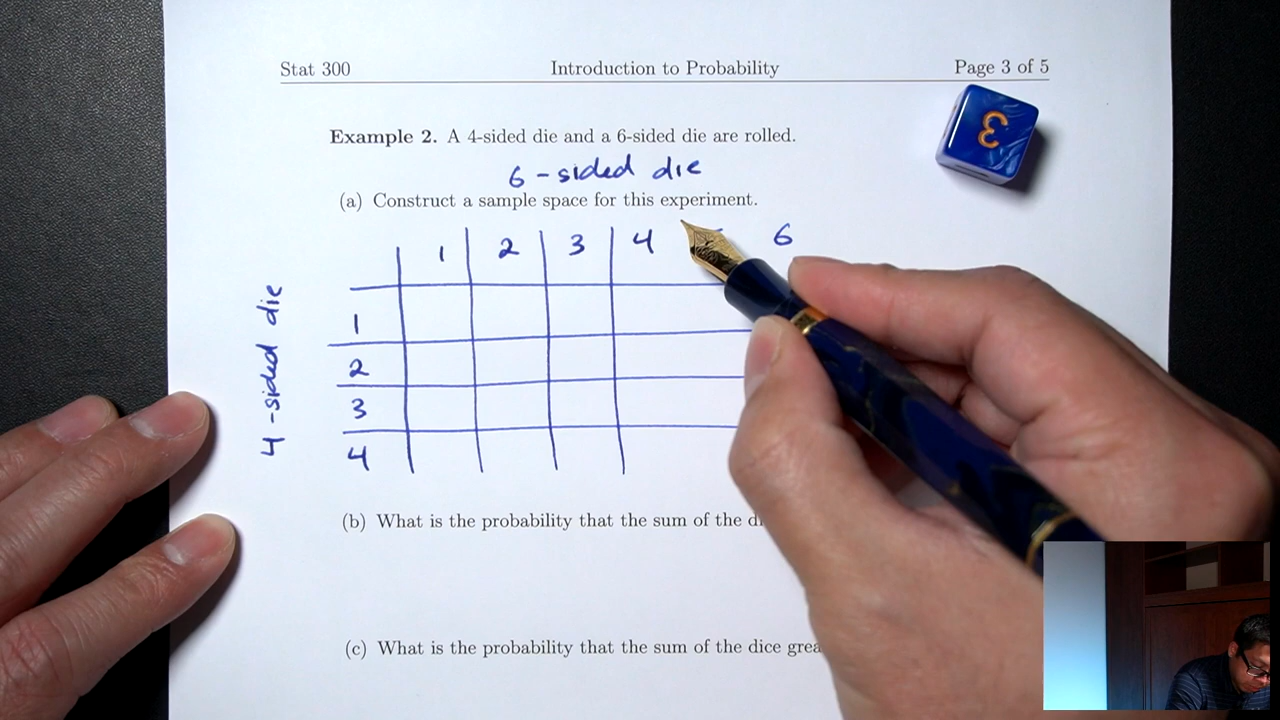 Stat 300 Introduction to Probability Page 3 of 5
3
Example 2. A 4-sided die and a 6-sided die are rolled.
6-sided die
(a) Construct a sample space for this experiment.
1 2 3 4 6
4-sided die
1
2
3
4
(b) What is the probability that the sum of the
(c) What is the probability that the sum of the dice